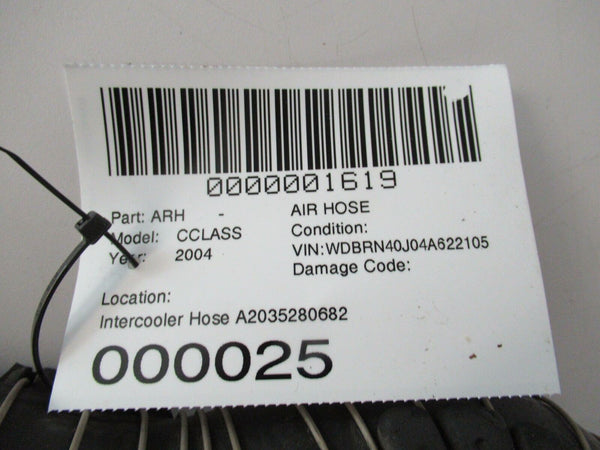 0000001619
Part: ARH - AIR HOSE
Model: CCLASS Condition:
Year: 2004 VIN:WDBRN40J04A622105
Damage Code:
Location:
Intercooler Hose A2035280682
000025